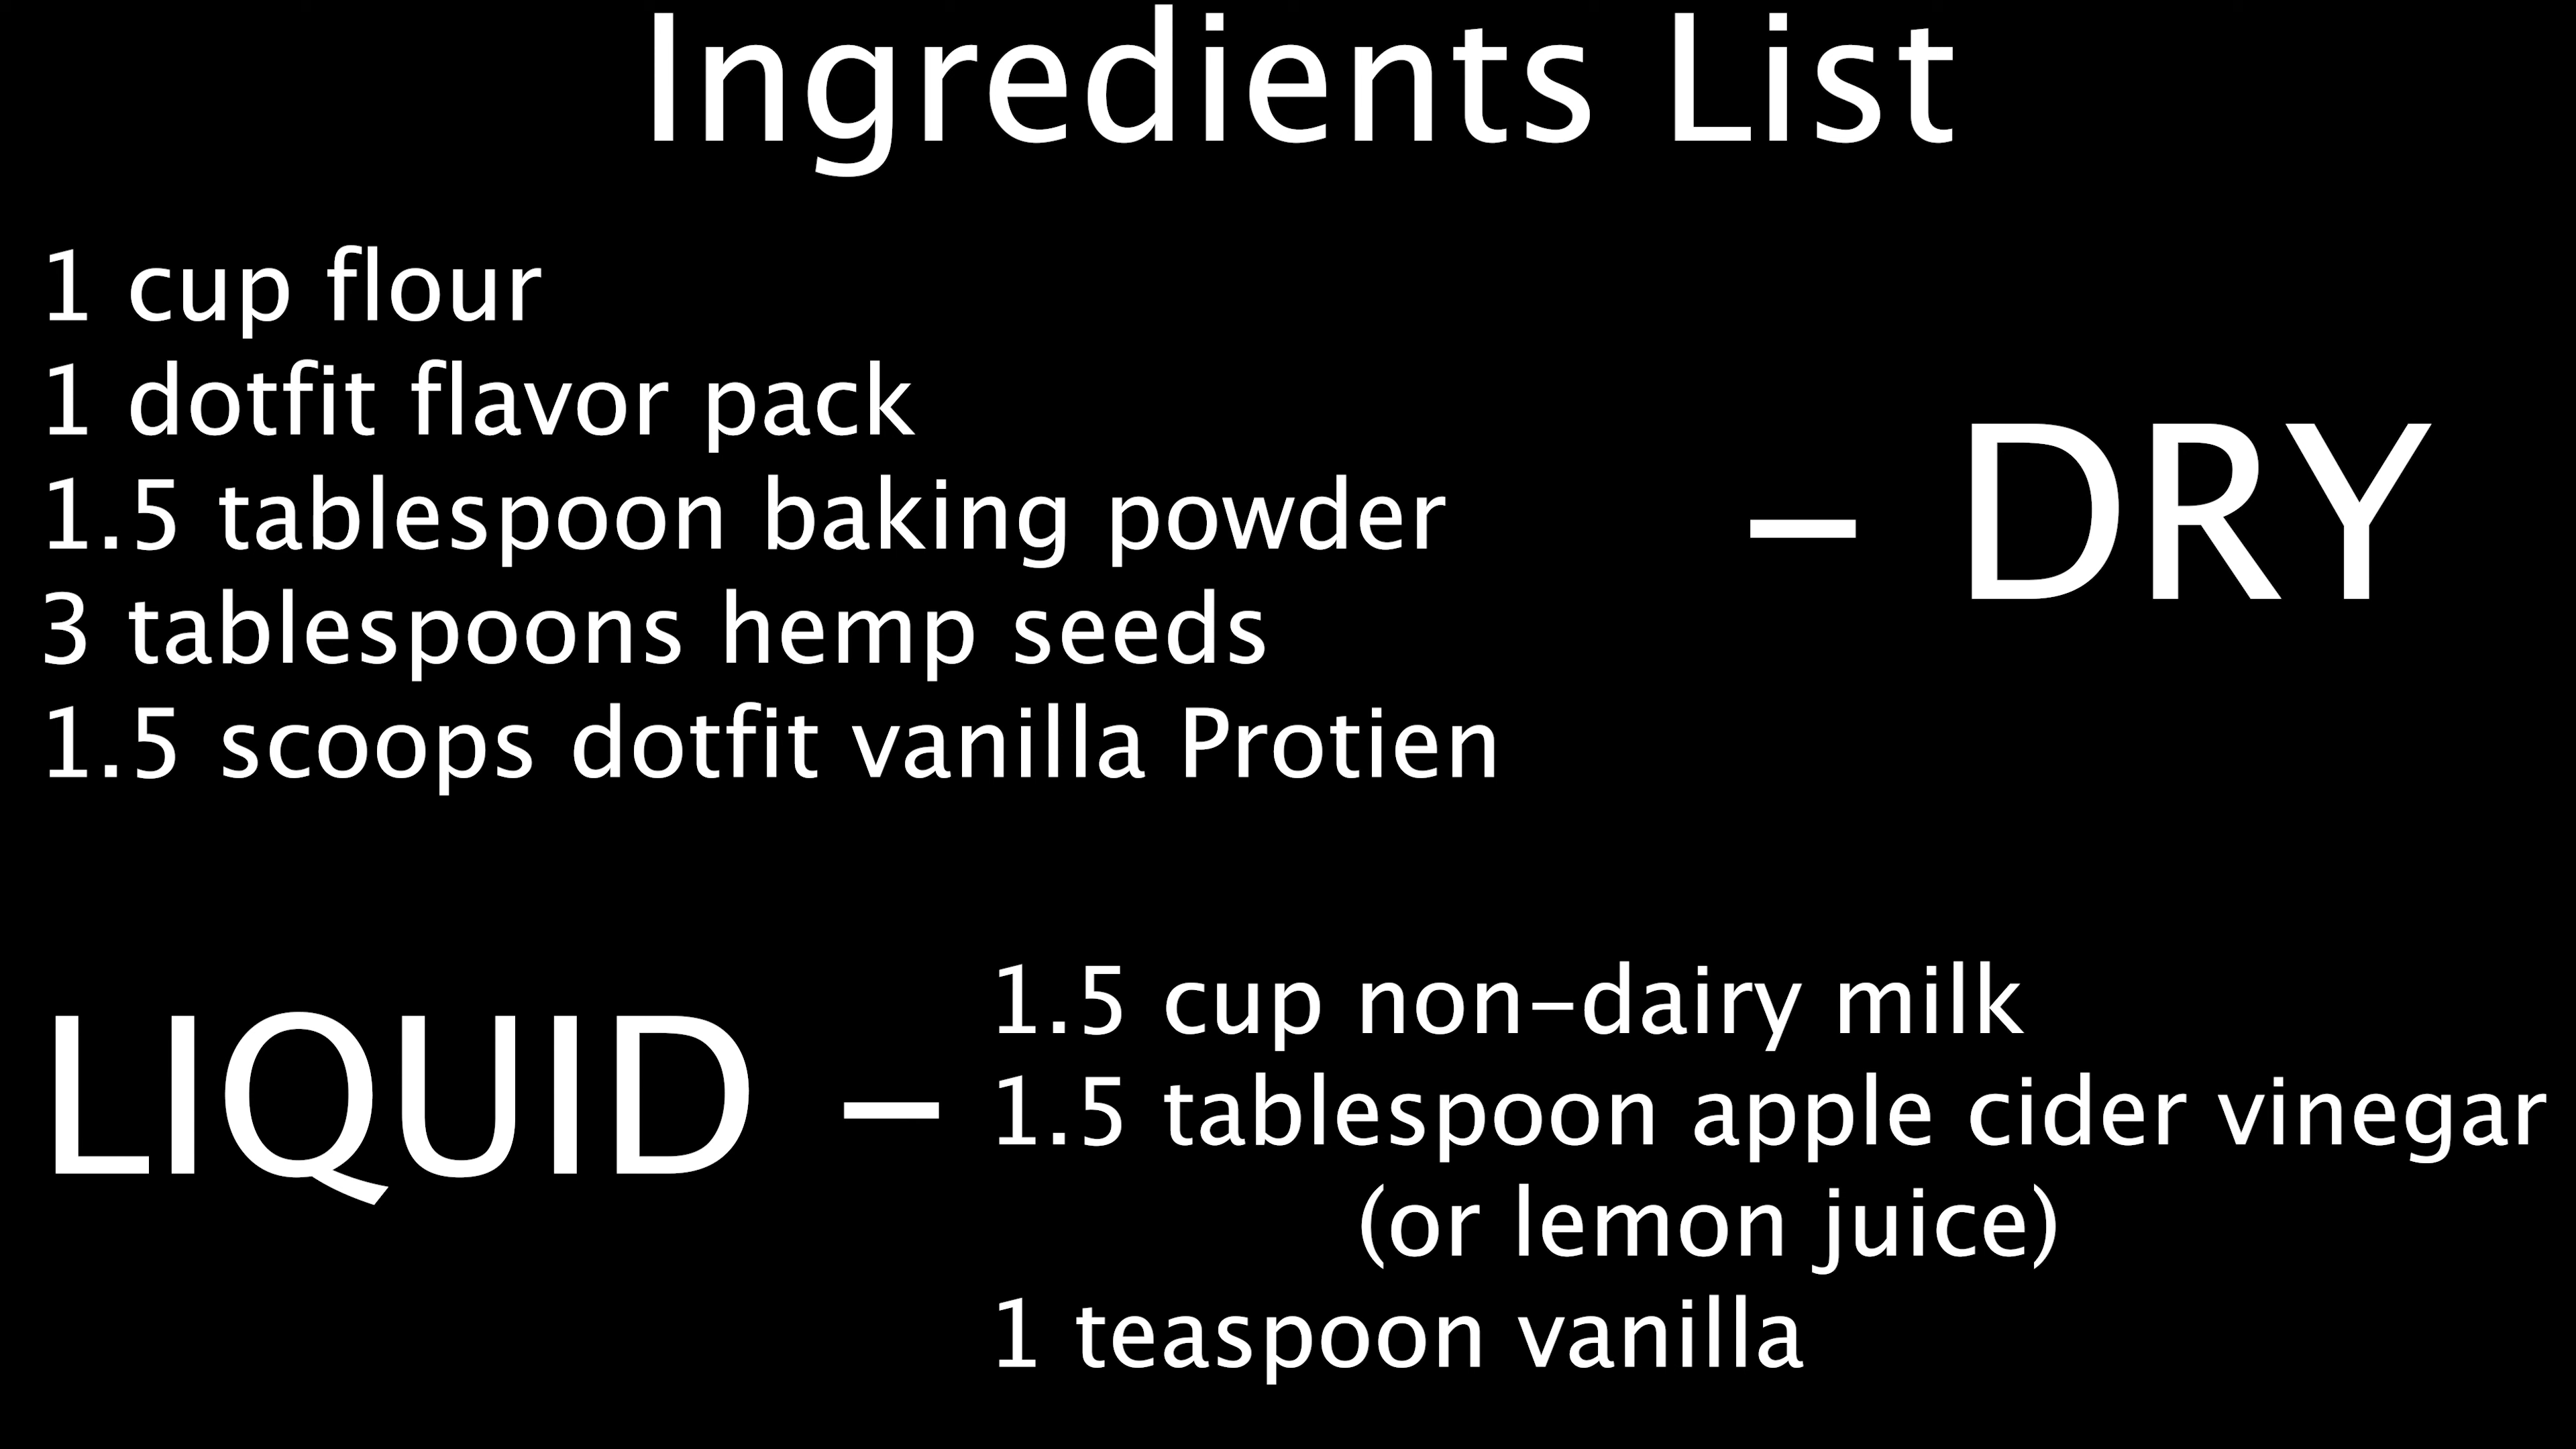 Ingredients List
1 cup flour
1 dotfit flavor pack
1.5 tablespoon baking powder
3 tablespoons hemp seeds
1.5 scoops dotfit vanilla Protien
– DRY
LIQUID –
1.5 cup non-dairy milk
1.5 tablespoon apple cider vinegar
(or lemon juice)
1 teaspoon vanilla